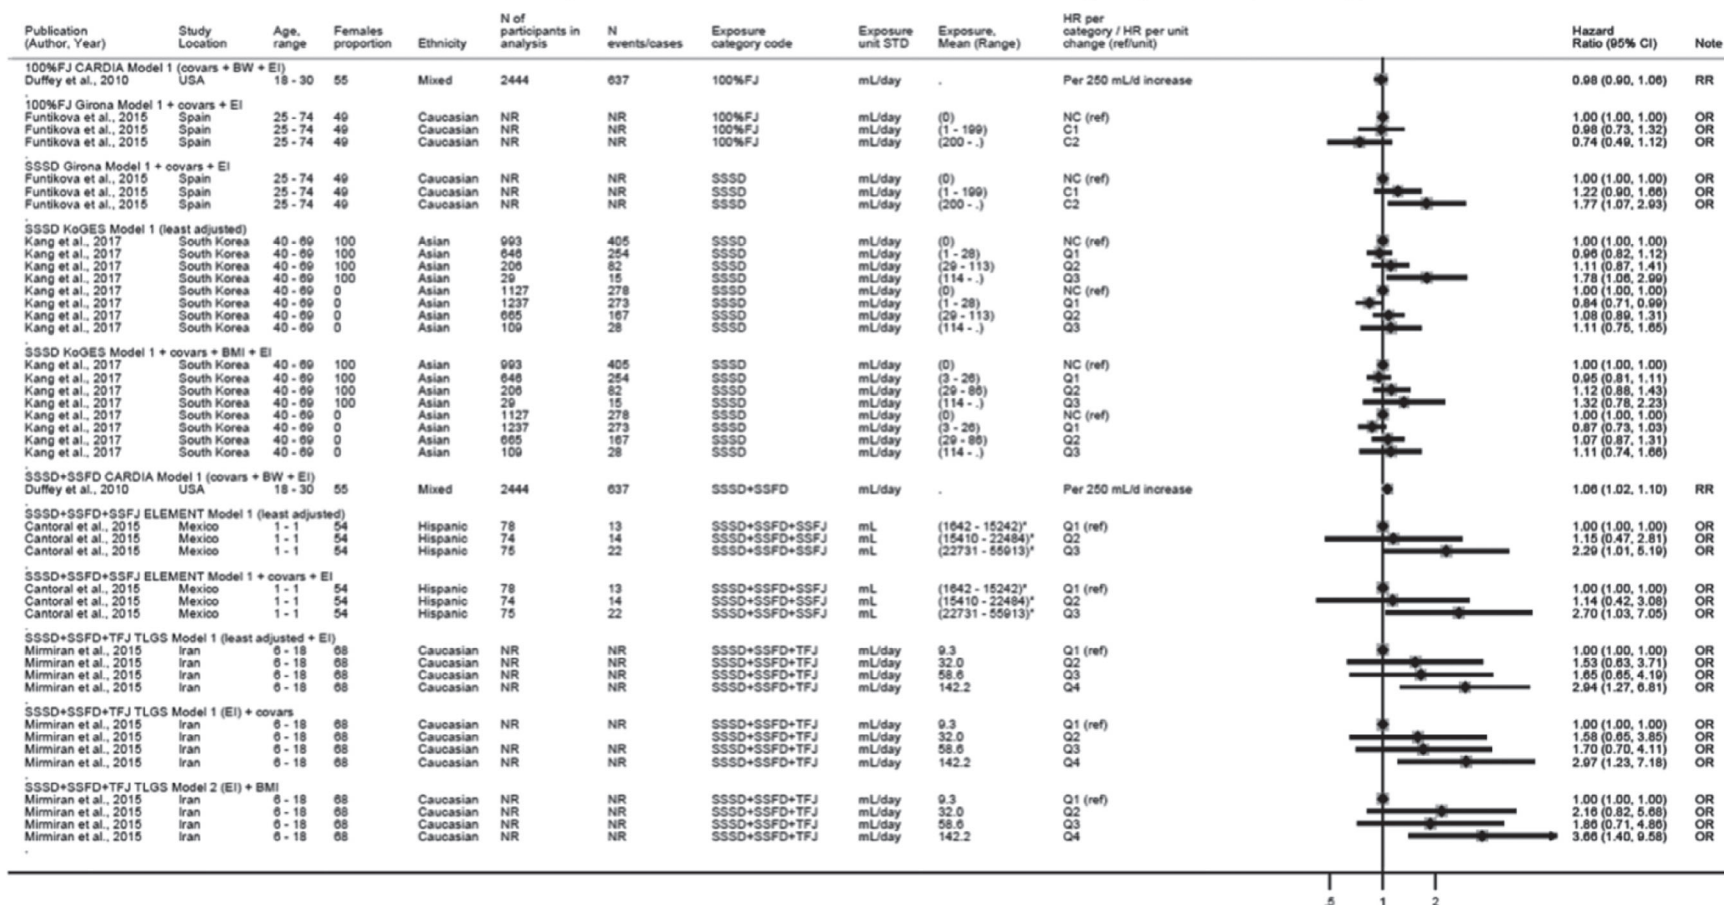 Publication (Author, Year) Study Location Age, range Females proportion Ethnicity N of participants in analysis N events/cases Exposure category code Exposure unit STD Exposure, Mean (Range) HR per category / HR per unit change (ref/unit) Hazard Ratio (95% CI) Note
100%FJ CARDIA Model 1 (covars + BW + EI)
Duffey et al., 2010 USA 18 - 30 55 Mixed 2444 637 100%FJ mL/day . Per 250 mL/d increase 0.98 (0.90, 1.06) RR
.
100%FJ Girona Model 1 + covars + EI
Funtikova et al., 2015 Spain 25 - 74 49 Caucasian NR NR 100%FJ mL/day (0) NC (ref) 1.00 (1.00, 1.00) OR
Funtikova et al., 2015 Spain 25 - 74 49 Caucasian NR NR 100%FJ mL/day (1 - 199) C1 0.98 (0.73, 1.32) OR
Funtikova et al., 2015 Spain 25 - 74 49 Caucasian NR NR 100%FJ mL/day (200 - .) C2 0.74 (0.49, 1.12) OR
.
SSSD Girona Model 1 + covars + EI
Funtikova et al., 2015 Spain 25 - 74 49 Caucasian NR NR SSSD mL/day (0) NC (ref) 1.00 (1.00, 1.00) OR
Funtikova et al., 2015 Spain 25 - 74 49 Caucasian NR NR SSSD mL/day (1 - 199) C1 1.22 (0.90, 1.66) OR
Funtikova et al., 2015 Spain 25 - 74 49 Caucasian NR NR SSSD mL/day (200 - .) C2 1.77 (1.07, 2.93) OR
.
SSSD KoGES Model 1 (least adjusted)
Kang et al., 2017 South Korea 40 - 69 100 Asian 993 405 SSSD mL/day (0) NC (ref) 1.00 (1.00, 1.00)
Kang et al., 2017 South Korea 40 - 69 100 Asian 646 254 SSSD mL/day (1 - 28) Q1 0.96 (0.82, 1.12)
Kang et al., 2017 South Korea 40 - 69 100 Asian 206 82 SSSD mL/day (29 - 113) Q2 1.11 (0.87, 1.41)
Kang et al., 2017 South Korea 40 - 69 100 Asian 29 15 SSSD mL/day (114 - .) Q3 1.78 (1.06, 2.99)
Kang et al., 2017 South Korea 40 - 69 0 Asian 1127 278 SSSD mL/day (0) NC (ref) 1.00 (1.00, 1.00)
Kang et al., 2017 South Korea 40 - 69 0 Asian 1237 273 SSSD mL/day (1 - 28) Q1 0.84 (0.71, 0.99)
Kang et al., 2017 South Korea 40 - 69 0 Asian 665 167 SSSD mL/day (29 - 113) Q2 1.08 (0.89, 1.31)
Kang et al., 2017 South Korea 40 - 69 0 Asian 109 28 SSSD mL/day (114 - .) Q3 1.11 (0.75, 1.65)
.
SSSD KoGES Model 1 + covars + BMI + EI
Kang et al., 2017 South Korea 40 - 69 100 Asian 993 405 SSSD mL/day (0) NC (ref) 1.00 (1.00, 1.00)
Kang et al., 2017 South Korea 40 - 69 100 Asian 646 254 SSSD mL/day (3 - 26) Q1 0.95 (0.81, 1.11)
Kang et al., 2017 South Korea 40 - 69 100 Asian 206 82 SSSD mL/day (29 - 86) Q2 1.12 (0.88, 1.43)
Kang et al., 2017 South Korea 40 - 69 100 Asian 29 15 SSSD mL/day (114 - .) Q3 1.32 (0.78, 2.23)
Kang et al., 2017 South Korea 40 - 69 0 Asian 1127 278 SSSD mL/day (0) NC (ref) 1.00 (1.00, 1.00)
Kang et al., 2017 South Korea 40 - 69 0 Asian 1237 273 SSSD mL/day (3 - 26) Q1 0.87 (0.73, 1.03)
Kang et al., 2017 South Korea 40 - 69 0 Asian 665 167 SSSD mL/day (29 - 86) Q2 1.07 (0.87, 1.31)
Kang et al., 2017 South Korea 40 - 69 0 Asian 109 28 SSSD mL/day (114 - .) Q3 1.11 (0.74, 1.66)
.
SSSD+SSFD CARDIA Model 1 (covars + BW + EI)
Duffey et al., 2010 USA 18 - 30 55 Mixed 2444 637 SSSD+SSFD mL/day . Per 250 mL/d increase 1.06 (1.02, 1.10) RR
.
SSSD+SSFD+SSFJ ELEMENT Model 1 (least adjusted)
Cantoral et al., 2015 Mexico 1 - 1 54 Hispanic 78 13 SSSD+SSFD+SSFJ mL (1642 - 15242)* Q1 (ref) 1.00 (1.00, 1.00) OR
Cantoral et al., 2015 Mexico 1 - 1 54 Hispanic 74 14 SSSD+SSFD+SSFJ mL (15410 - 22484)* Q2 1.15 (0.47, 2.81) OR
Cantoral et al., 2015 Mexico 1 - 1 54 Hispanic 75 22 SSSD+SSFD+SSFJ mL (22731 - 55913)* Q3 2.29 (1.01, 5.19) OR
.
SSSD+SSFD+SSFJ ELEMENT Model 1 + covars + EI
Cantoral et al., 2015 Mexico 1 - 1 54 Hispanic 78 13 SSSD+SSFD+SSFJ mL (1642 - 15242)* Q1 (ref) 1.00 (1.00, 1.00) OR
Cantoral et al., 2015 Mexico 1 - 1 54 Hispanic 74 14 SSSD+SSFD+SSFJ mL (15410 - 22484)* Q2 1.14 (0.42, 3.08) OR
Cantoral et al., 2015 Mexico 1 - 1 54 Hispanic 75 22 SSSD+SSFD+SSFJ mL (22731 - 55913)* Q3 2.70 (1.03, 7.05) OR
.
SSSD+SSFD+TFJ TLGS Model 1 (least adjusted + EI)
Mirmiran et al., 2015 Iran 6 - 18 68 Caucasian NR NR SSSD+SSFD+TFJ mL/day 9.3 Q1 (ref) 1.00 (1.00, 1.00) OR
Mirmiran et al., 2015 Iran 6 - 18 68 Caucasian NR NR SSSD+SSFD+TFJ mL/day 32.0 Q2 1.53 (0.63, 3.71) OR
Mirmiran et al., 2015 Iran 6 - 18 68 Caucasian NR NR SSSD+SSFD+TFJ mL/day 58.6 Q3 1.65 (0.65, 4.19) OR
Mirmiran et al., 2015 Iran 6 - 18 68 Caucasian NR NR SSSD+SSFD+TFJ mL/day 142.2 Q4 2.94 (1.27, 6.81) OR
.
SSSD+SSFD+TFJ TLGS Model 1 (EI) + covars
Mirmiran et al., 2015 Iran 6 - 18 68 Caucasian NR NR SSSD+SSFD+TFJ mL/day 9.3 Q1 (ref) 1.00 (1.00, 1.00) OR
Mirmiran et al., 2015 Iran 6 - 18 68 Caucasian SSSD+SSFD+TFJ mL/day 32.0 Q2 1.58 (0.65, 3.85) OR
Mirmiran et al., 2015 Iran 6 - 18 68 Caucasian NR NR SSSD+SSFD+TFJ mL/day 58.6 Q3 1.70 (0.70, 4.11) OR
Mirmiran et al., 2015 Iran 6 - 18 68 Caucasian NR NR SSSD+SSFD+TFJ mL/day 142.2 Q4 2.97 (1.23, 7.18) OR
.
SSSD+SSFD+TFJ TLGS Model 2 (EI) + BMI
Mirmiran et al., 2015 Iran 6 - 18 68 Caucasian NR NR SSSD+SSFD+TFJ mL/day 9.3 Q1 (ref) 1.00 (1.00, 1.00) OR
Mirmiran et al., 2015 Iran 6 - 18 68 Caucasian NR NR SSSD+SSFD+TFJ mL/day 32.0 Q2 2.16 (0.82, 5.68) OR
Mirmiran et al., 2015 Iran 6 - 18 68 Caucasian NR NR SSSD+SSFD+TFJ mL/day 58.6 Q3 1.86 (0.71, 4.86) OR
Mirmiran et al., 2015 Iran 6 - 18 68 Caucasian NR NR SSSD+SSFD+TFJ mL/day 142.2 Q4 3.66 (1.40, 9.58) OR
.
.5 1 2